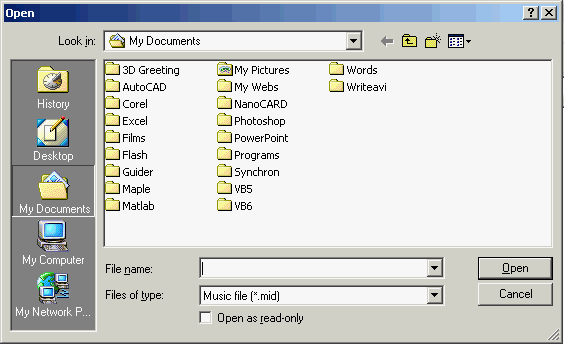 Open
Look in: My Documents
History
Desktop
My Documents
My Computer
My Network P...
3D Greeting
AutoCAD
Corel
Excel
Films
Flash
Guider
Maple
Matlab
My Pictures
My Webs
NanoCARD
Photoshop
PowerPoint
Programs
Synchron
VB5
VB6
Words
Writeavi
File name:
Open
Files of type: Music file (*.mid)
Cancel
Open as read-only